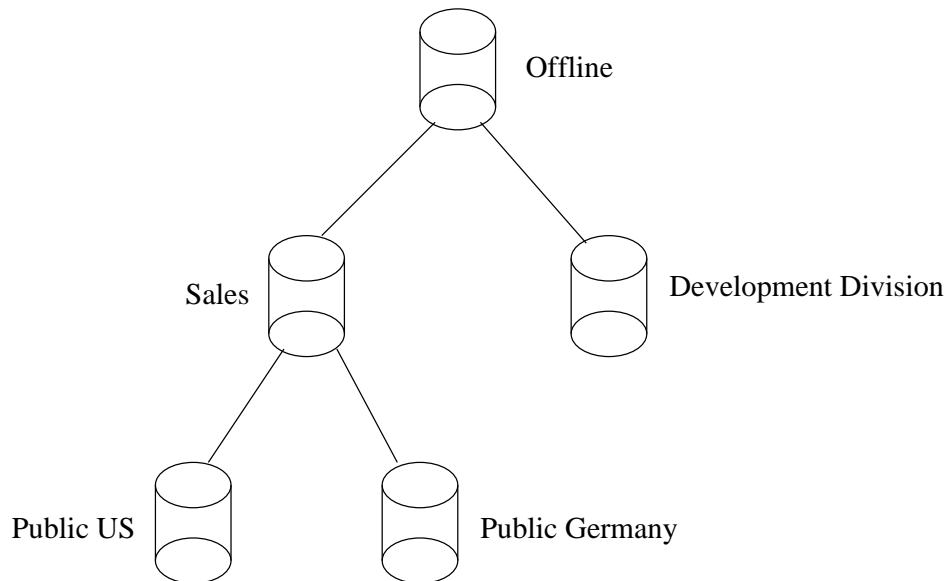 Offline
Sales
Development Division
Public US
Public Germany